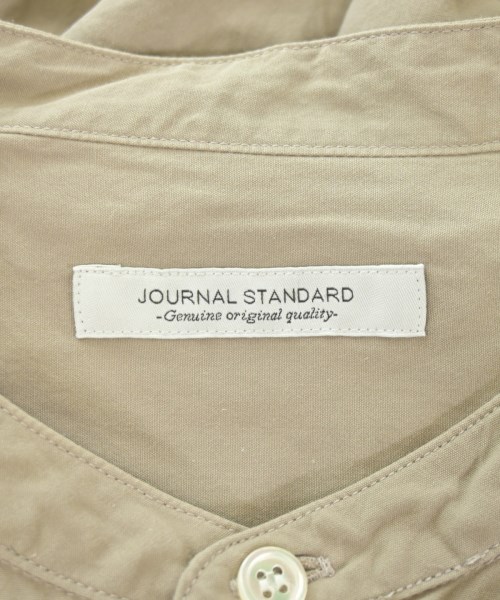 JOURNAL STANDARD
-Genuine original quality-